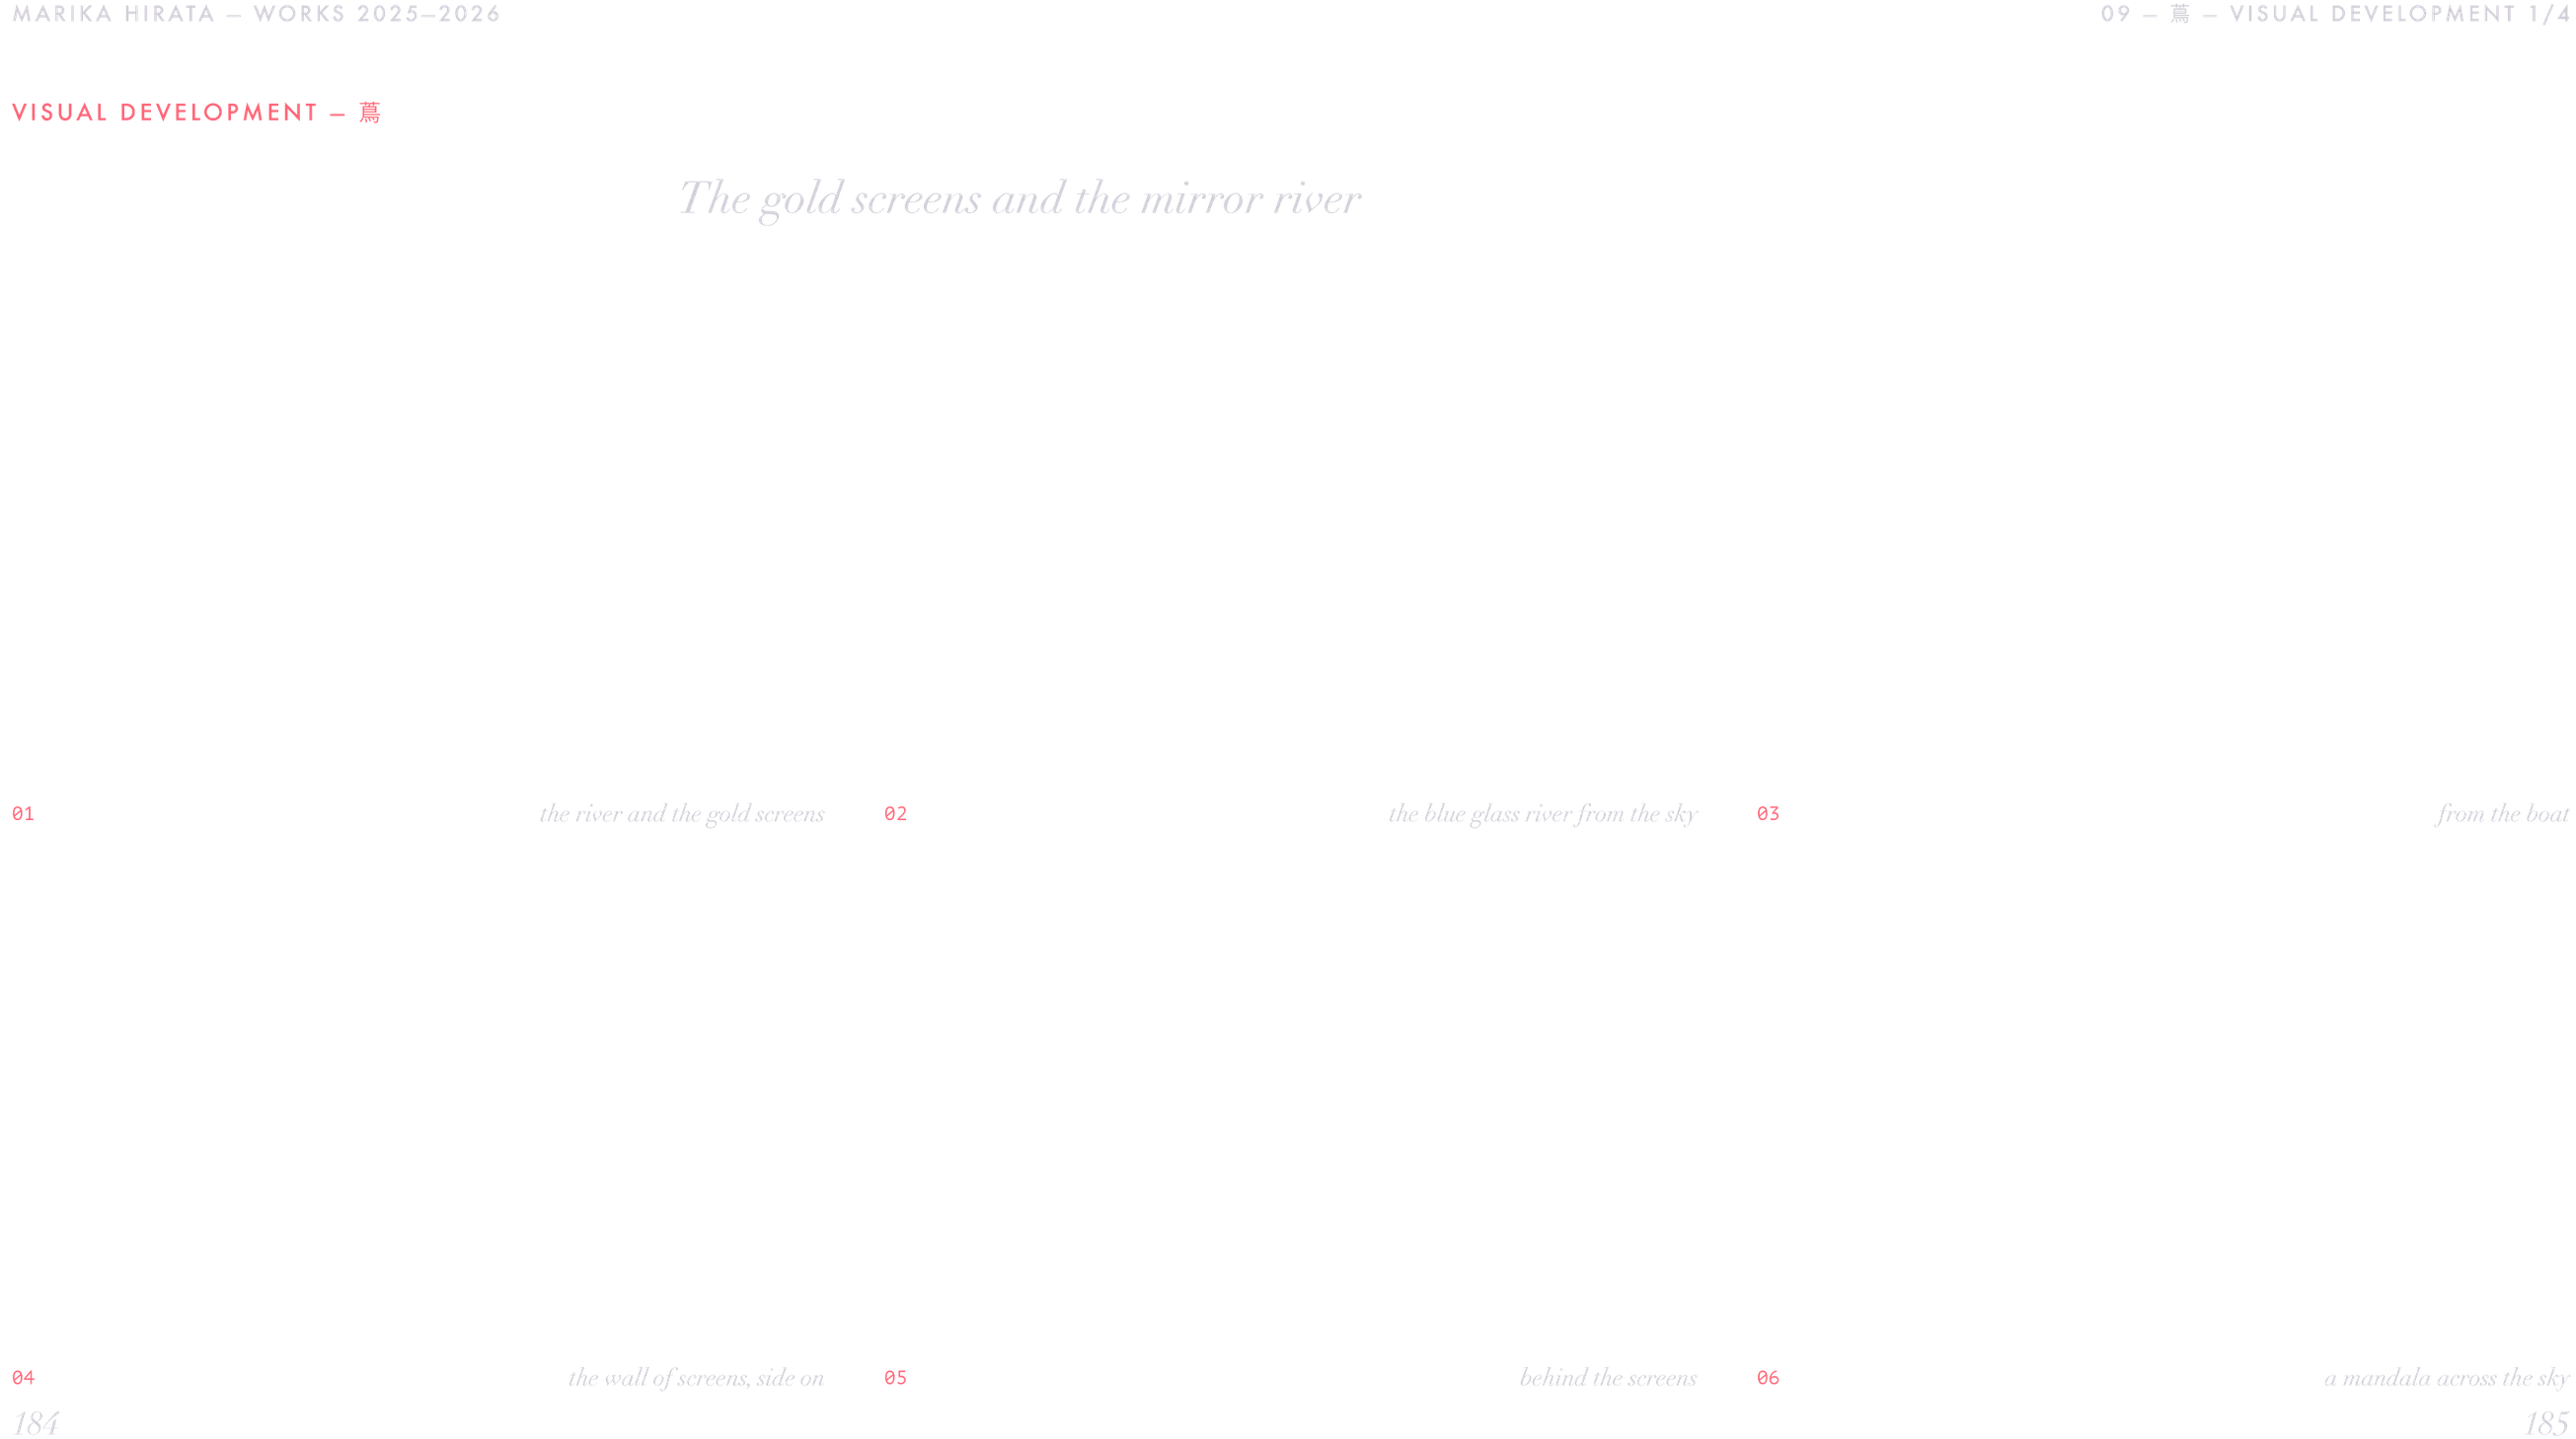 MARIKA HIRATA — WORKS 2025—2026
09 — 蔦 — VISUAL DEVELOPMENT 1/4
VISUAL DEVELOPMENT — 蔦
The gold screens and the mirror river
01 the river and the gold screens
02 the blue glass river from the sky
03 from the boat
04 the wall of screens, side on
05 behind the screens
06 a mandala across the sky
184
185